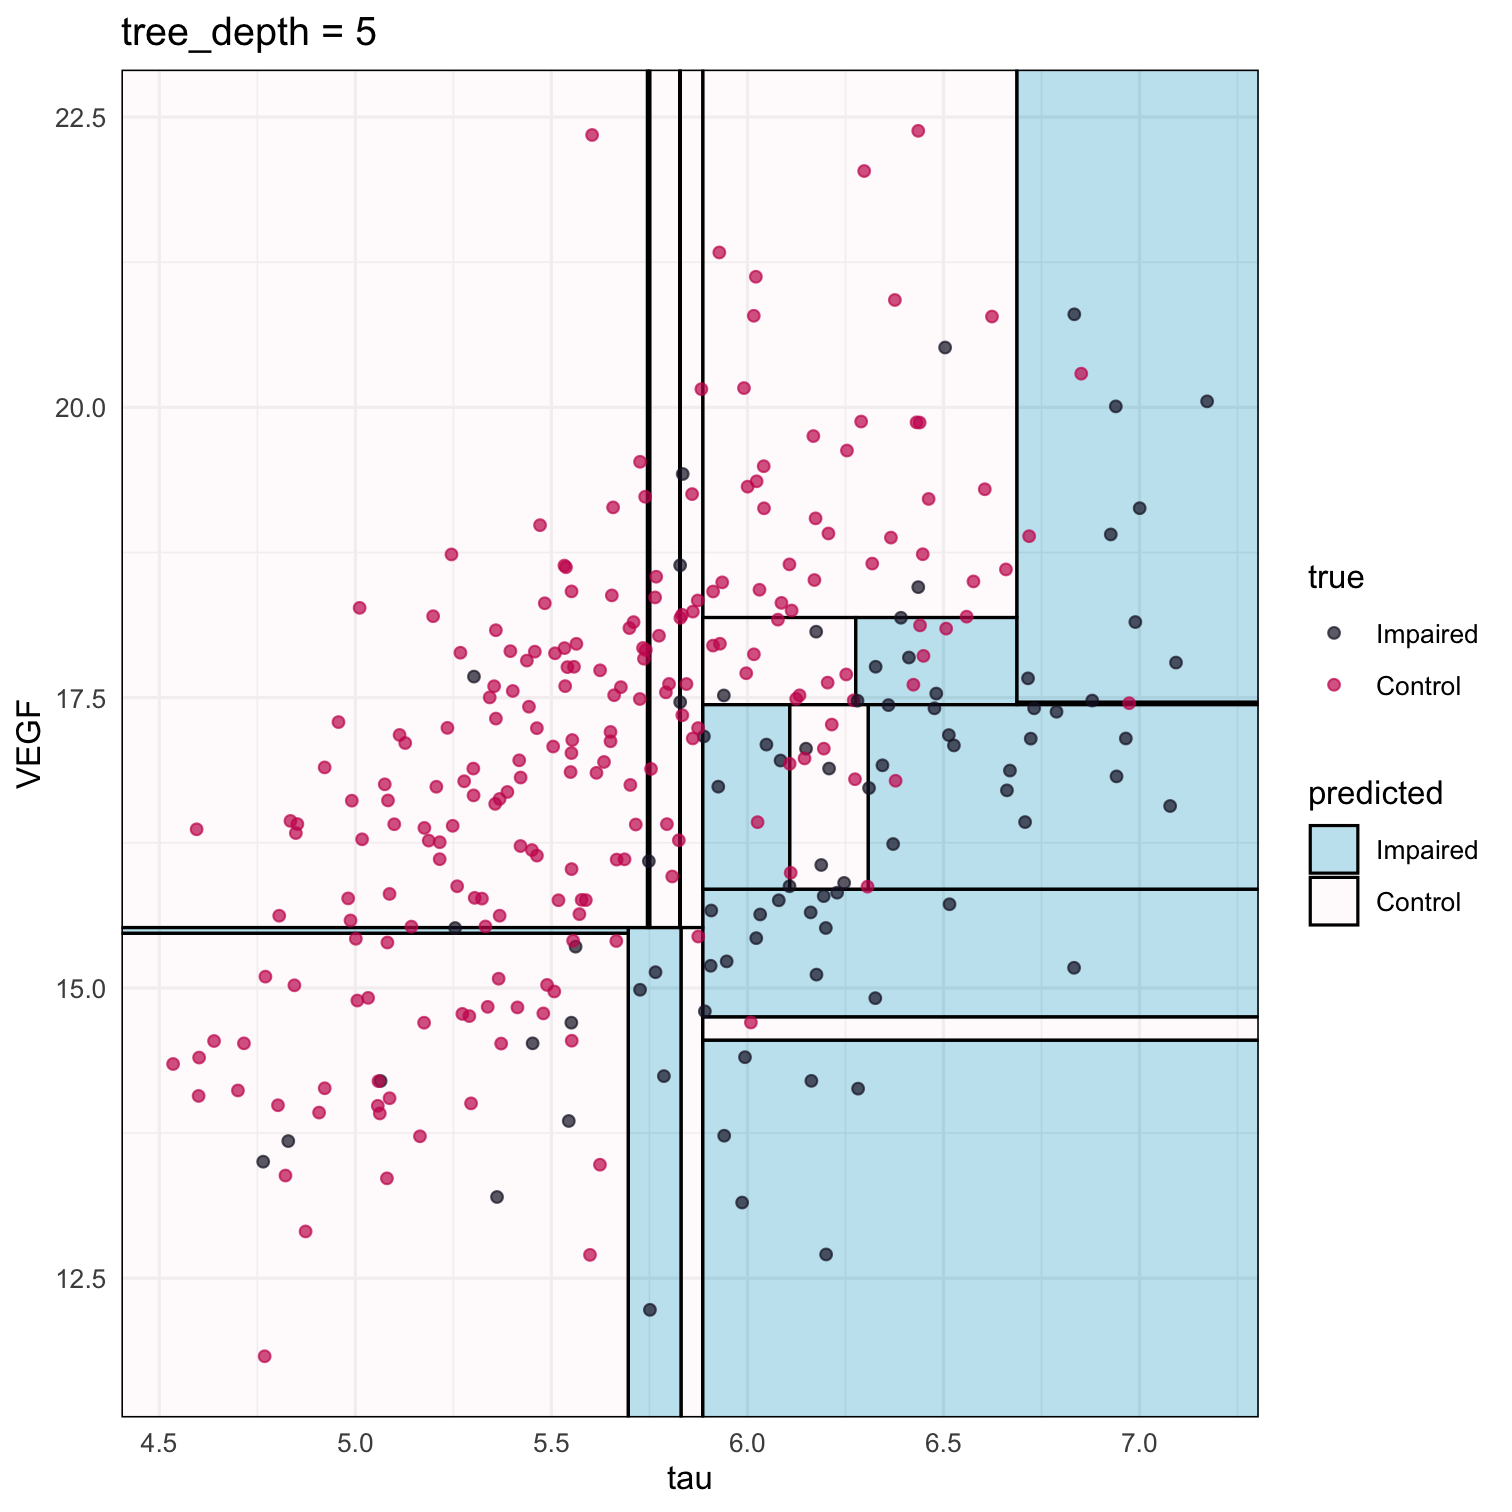 tree_depth = 5
22.5
20.0
17.5
15.0
12.5
VEGF
4.5 5.0 5.5 6.0 6.5 7.0
tau
true
Impaired
Control
predicted
Impaired
Control